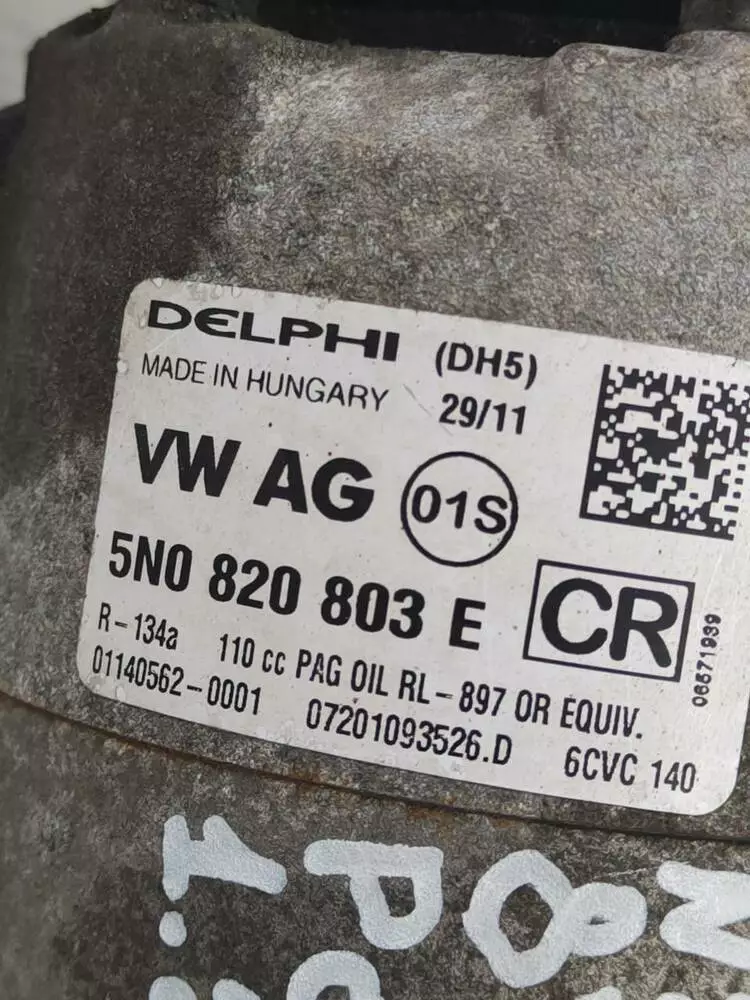 DELPHI (DH5)
MADE IN HUNGARY 29/11
VW AG 01S
5N0 820 803 E CR
R-134a 110 cc PAG OIL RL-897 OR EQUIV.
01140562-0001 07201093526.D 6CVC 140
06571939